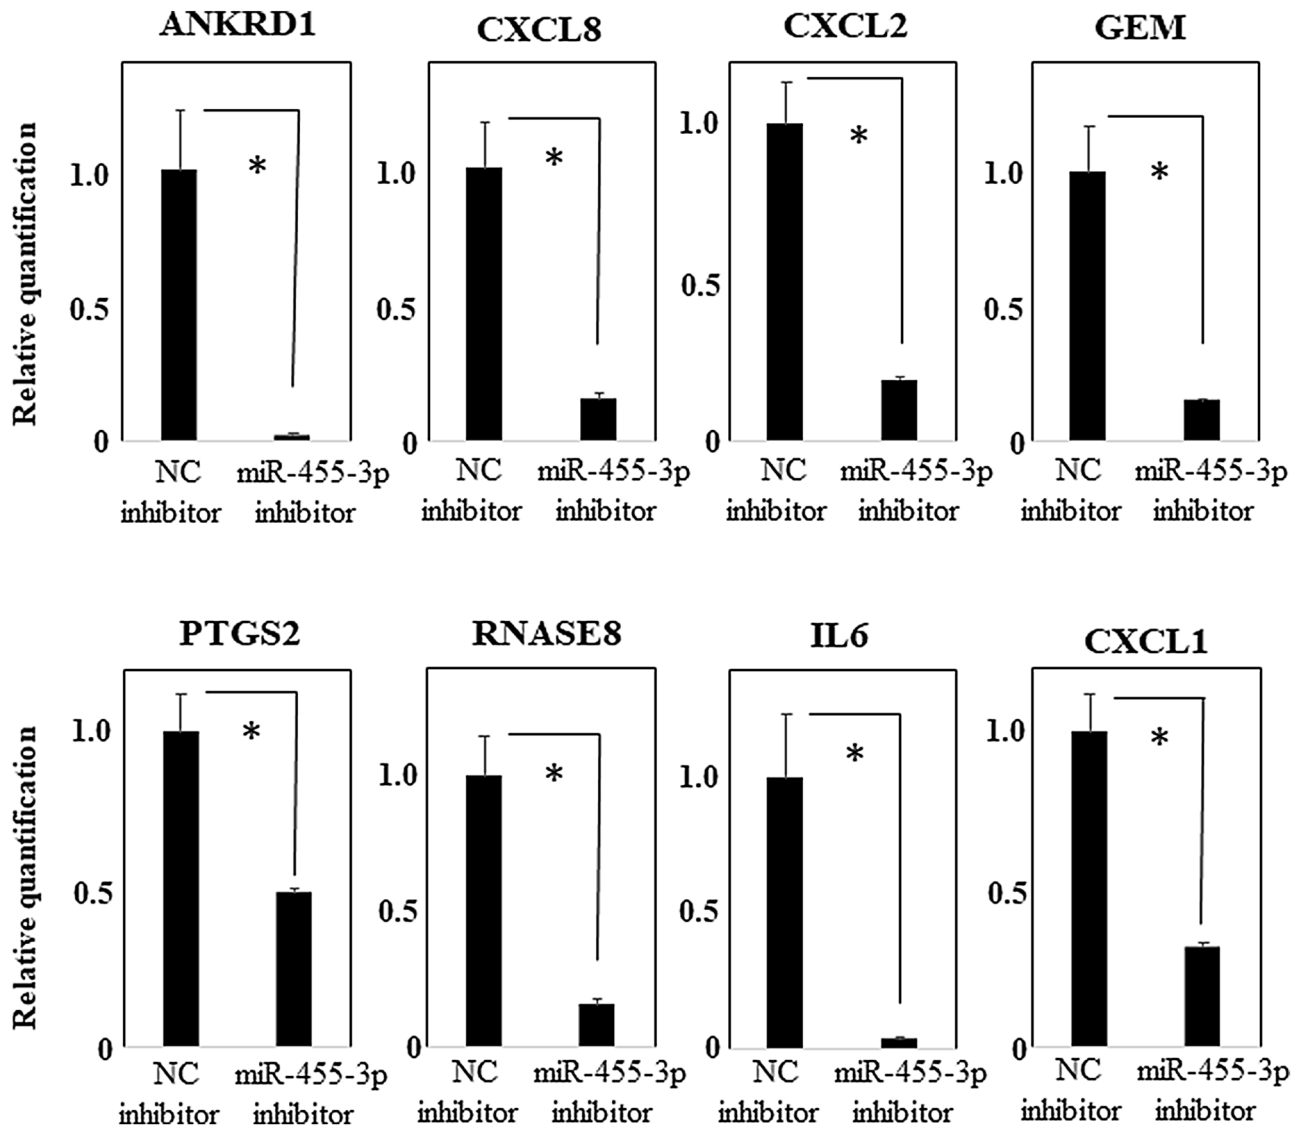 ANKRD1
CXCL8
CXCL2
GEM
Relative quantification
1.0
0.5
0
*
NC
inhibitor
miR-455-3p
inhibitor
1.0
0.5
0
*
NC
inhibitor
miR-455-3p
inhibitor
1.0
0.5
0
*
NC
inhibitor
miR-455-3p
inhibitor
1.0
0.5
0
*
NC
inhibitor
miR-455-3p
inhibitor
PTGS2
RNASE8
IL6
CXCL1
Relative quantification
1.0
0.5
0
*
NC
inhibitor
miR-455-3p
inhibitor
1.0
0.5
0
*
NC
inhibitor
miR-455-3p
inhibitor
1.0
0.5
0
*
NC
inhibitor
miR-455-3p
inhibitor
1.0
0.5
0
*
NC
inhibitor
miR-455-3p
inhibitor